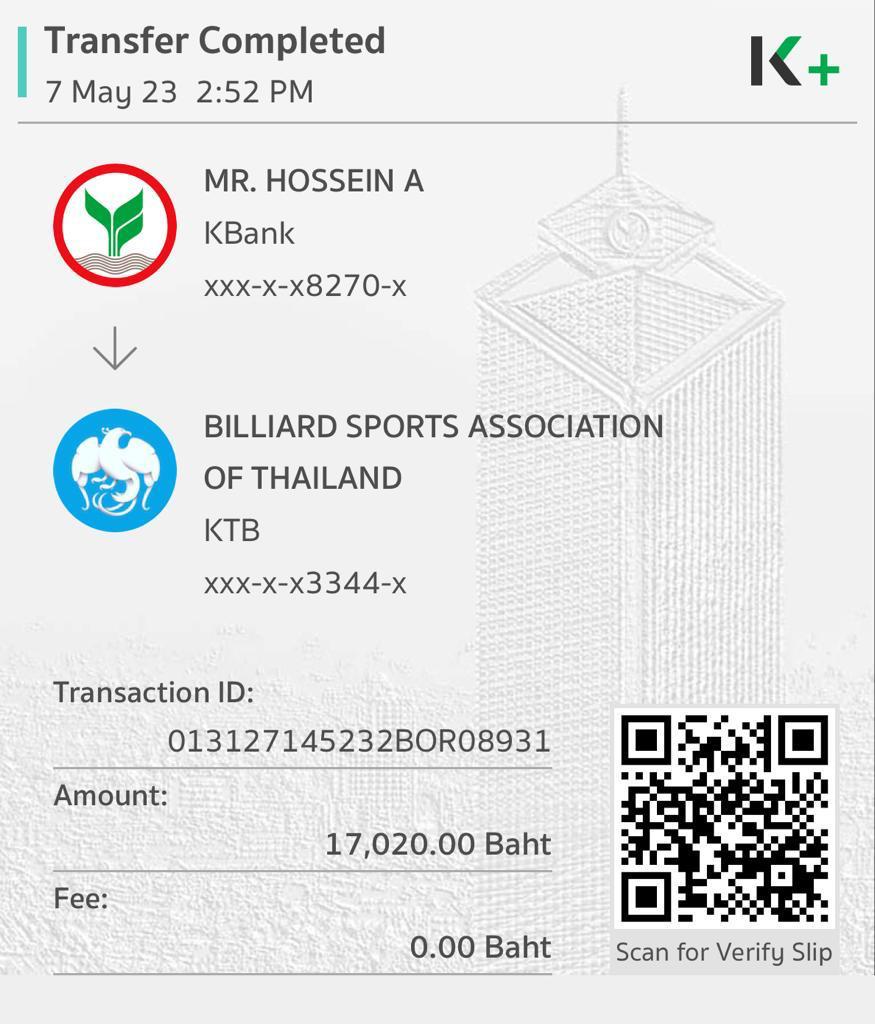 Transfer Completed
7 May 23 2:52 PM
K+
MR. HOSSEIN A
KBank
xxx-x-x8270-x
BILLIARD SPORTS ASSOCIATION
OF THAILAND
KTB
xxx-x-x3344-x
Transaction ID:
013127145232BOR08931
Amount:
17,020.00 Baht
Fee:
0.00 Baht
Scan for Verify Slip